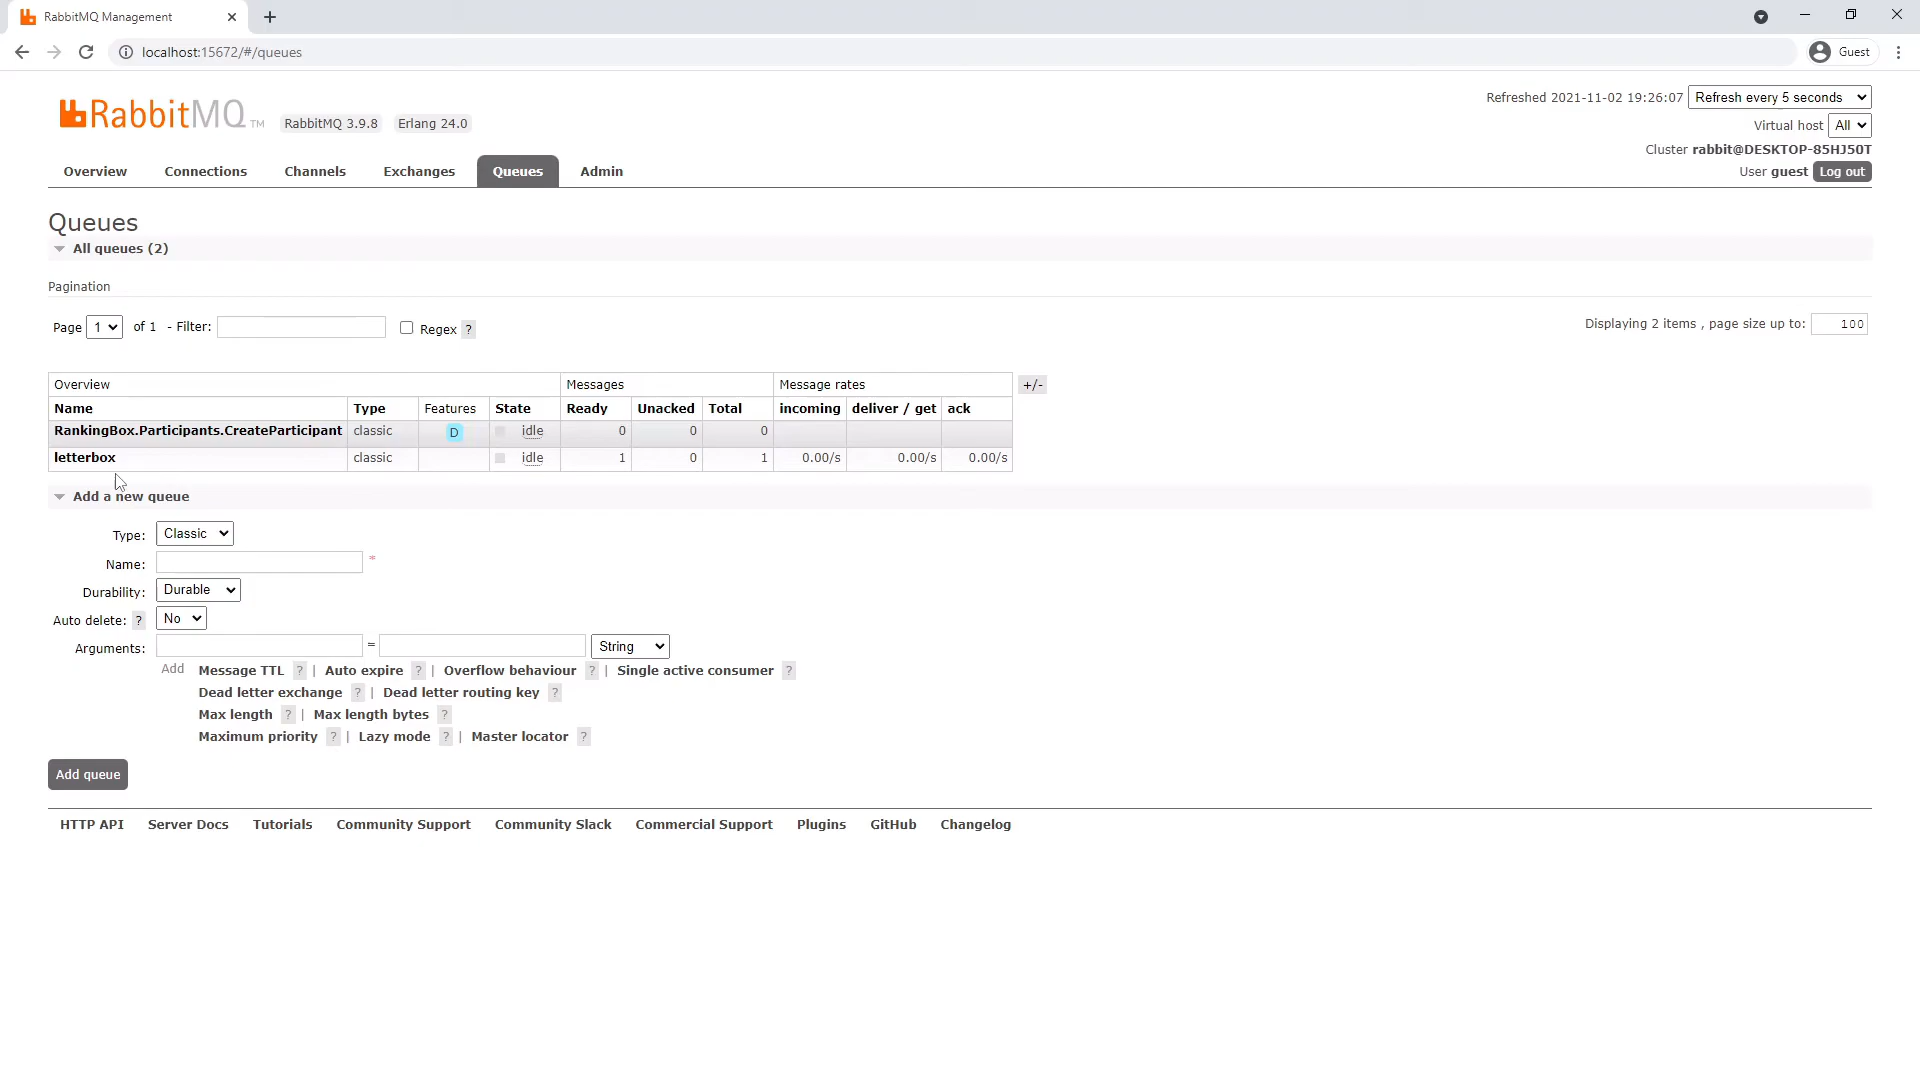 RabbitMQ Management
localhost:15672/#/queues
Guest
RabbitMQ TM RabbitMQ 3.9.8 Erlang 24.0
Refreshed 2021-11-02 19:26:07 Refresh every 5 seconds
Virtual host All
Cluster rabbit@DESKTOP-85HJ50T
User guest Log out
Overview Connections Channels Exchanges Queues Admin
Queues
All queues (2)
Pagination
Page 1 of 1 - Filter: Regex ? Displaying 2 items , page size up to: 100
Overview Messages Message rates +/-
Name Type Features State Ready Unacked Total incoming deliver / get ack
RankingBox.Participants.CreateParticipant classic D idle 0 0 0
letterbox classic idle 1 0 1 0.00/s 0.00/s 0.00/s
Add a new queue
Type: Classic
Name: *
Durability: Durable
Auto delete: ? No
Arguments: = String
Add Message TTL ? | Auto expire ? | Overflow behaviour ? | Single active consumer ?
Dead letter exchange ? | Dead letter routing key ?
Max length ? | Max length bytes ?
Maximum priority ? | Lazy mode ? | Master locator ?
Add queue
HTTP API Server Docs Tutorials Community Support Community Slack Commercial Support Plugins GitHub Changelog